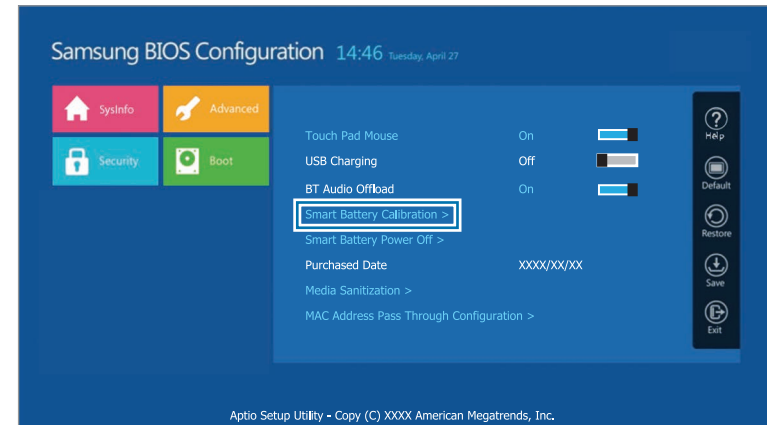 Samsung BIOS Configuration 14:46 Tuesday, April 27
SysInfo
Advanced
Security
Boot
Touch Pad Mouse On
USB Charging Off
BT Audio Offload On
Smart Battery Calibration >
Smart Battery Power Off >
Purchased Date XXXX/XX/XX
Media Sanitization >
MAC Address Pass Through Configuration >
Help
Default
Restore
Save
Exit
Aptio Setup Utility - Copy (C) XXXX American Megatrends, Inc.